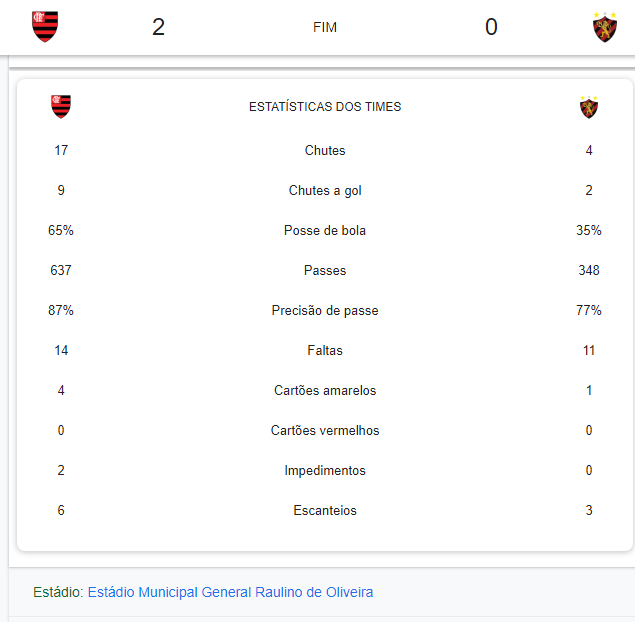 2 FIM 0
ESTATÍSTICAS DOS TIMES
17 Chutes 4
9 Chutes a gol 2
65% Posse de bola 35%
637 Passes 348
87% Precisão de passe 77%
14 Faltas 11
4 Cartões amarelos 1
0 Cartões vermelhos 0
2 Impedimentos 0
6 Escanteios 3
Estádio: Estádio Municipal General Raulino de Oliveira